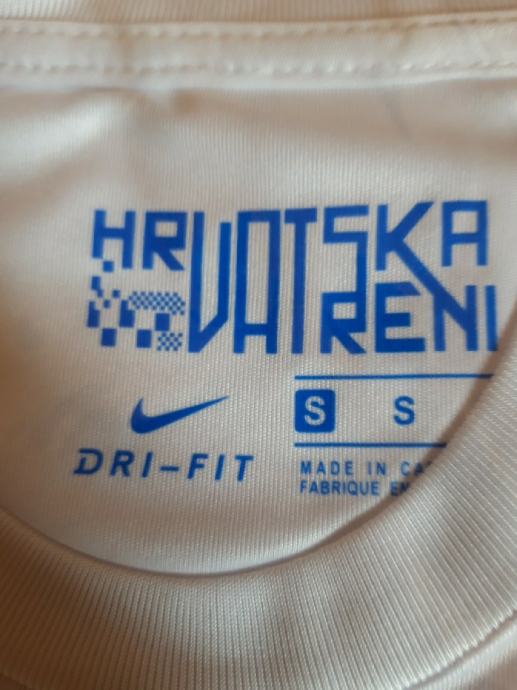 HRVATSKA
VATRENI
DRI-FIT
S S
MADE IN
FABRIQUE